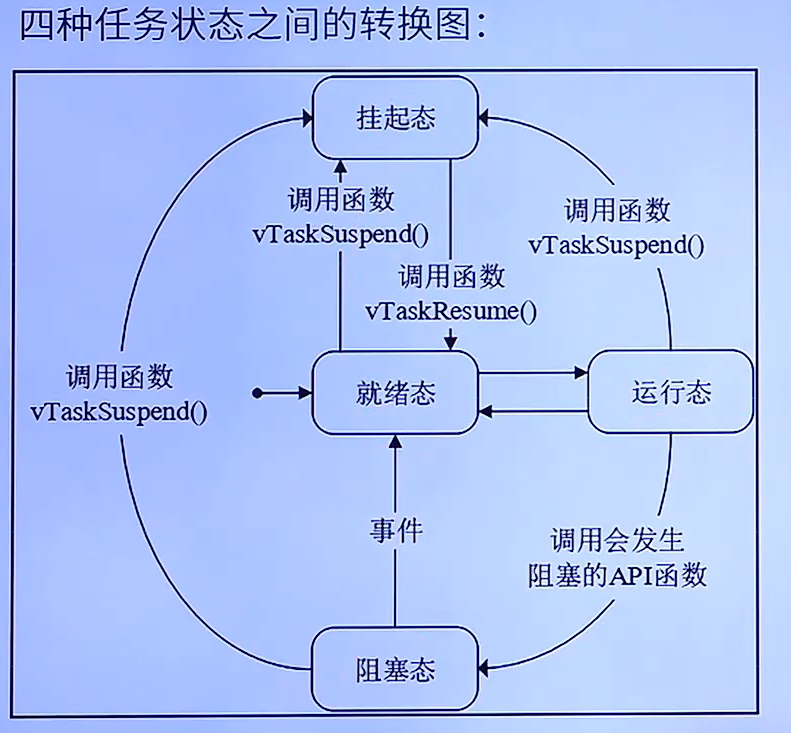 四种任务状态之间的转换图：
挂起态
调用函数
vTaskSuspend()
调用函数
vTaskSuspend()
调用函数
vTaskResume()
调用函数
vTaskSuspend()
就绪态
运行态
事件
调用会发生
阻塞的API函数
阻塞态